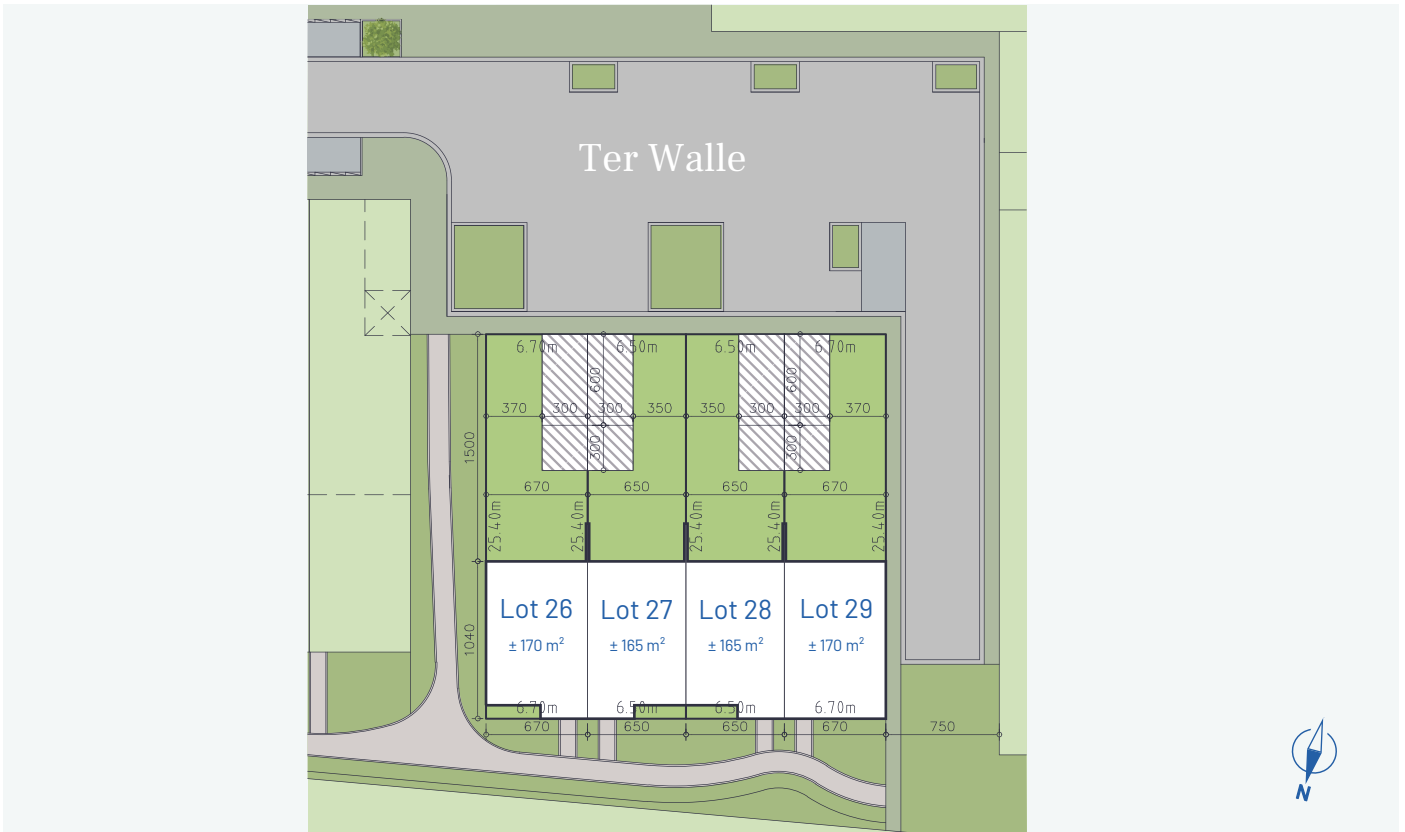 Ter Walle
6.70m 6.50m 6.50m 6.70m
600 600
370 300 300 350 350 300 300 370
300 300
1500
670 650 650 670
25.40m 25.40m 25.40m 25.40m 25.40m
Lot 26 Lot 27 Lot 28 Lot 29
± 170 m² ± 165 m² ± 165 m² ± 170 m²
1040
6.70m 6.50m 6.50m 6.70m
670 650 650 670 750
N